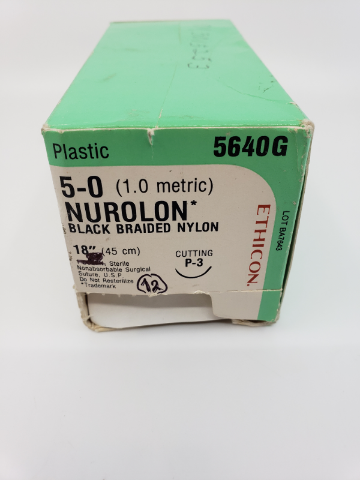 Plastic
5640G
5-0 (1.0 metric)
NUROLON*
BLACK BRAIDED NYLON
18" (45 cm)
Sterile
Nonabsorbable Surgical
Suture, U.S.P
Do Not Resterilize
*Trademark
CUTTING
P-3
12
ETHICON
LOT BA7643